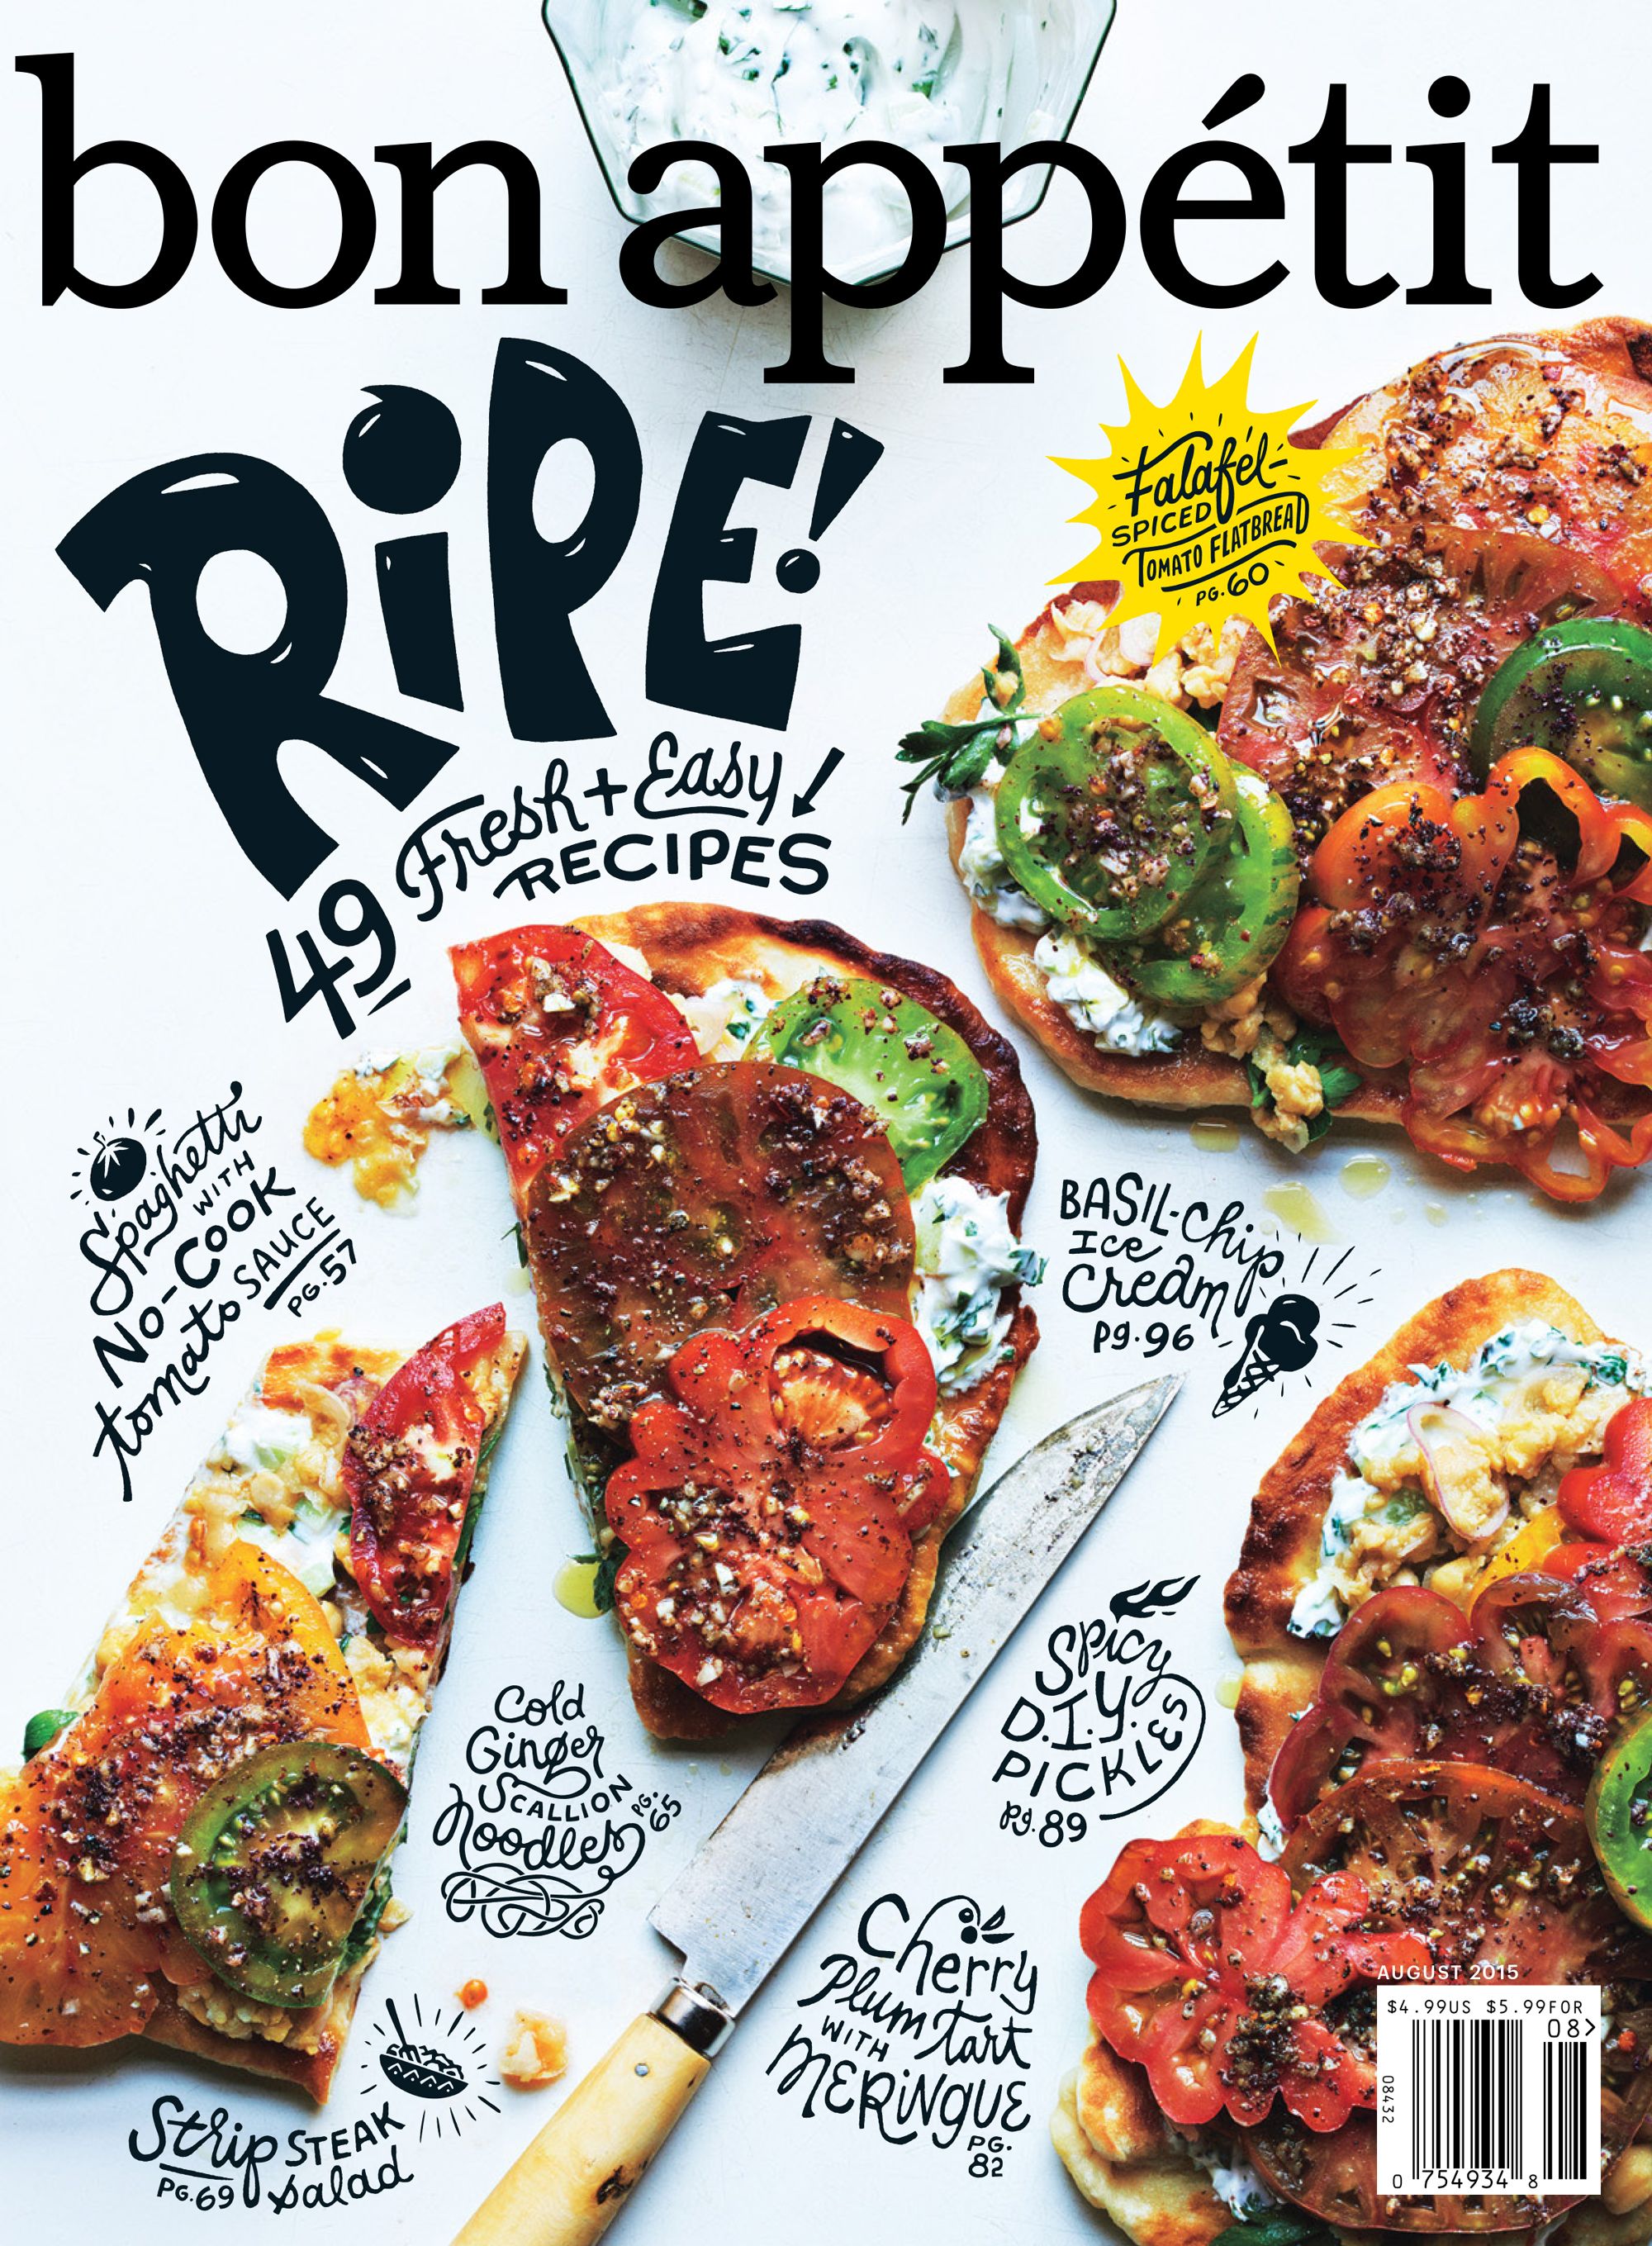 bon appétit
RiPE!
49 Fresh + Easy
RECIPES
Falafel-
SPICED
TOMATO FLATBREAD
PG. 60
Spaghetti
WITH
No-Cook
tomato SAUCE
PG. 57
BASIL-Chip
Ice
Cream
pg. 96
Spicy
D.I.Y.
PICKLES
pg. 89
Cold
Ginger
SCALLION
Noodles
PG. 65
Cherry
Plum tart
WITH
MERINGUE
PG.
82
Strip STEAK
Salad
PG. 69
AUGUST 2015
$4.99US $5.99FOR
08>
08432
0 754934 8